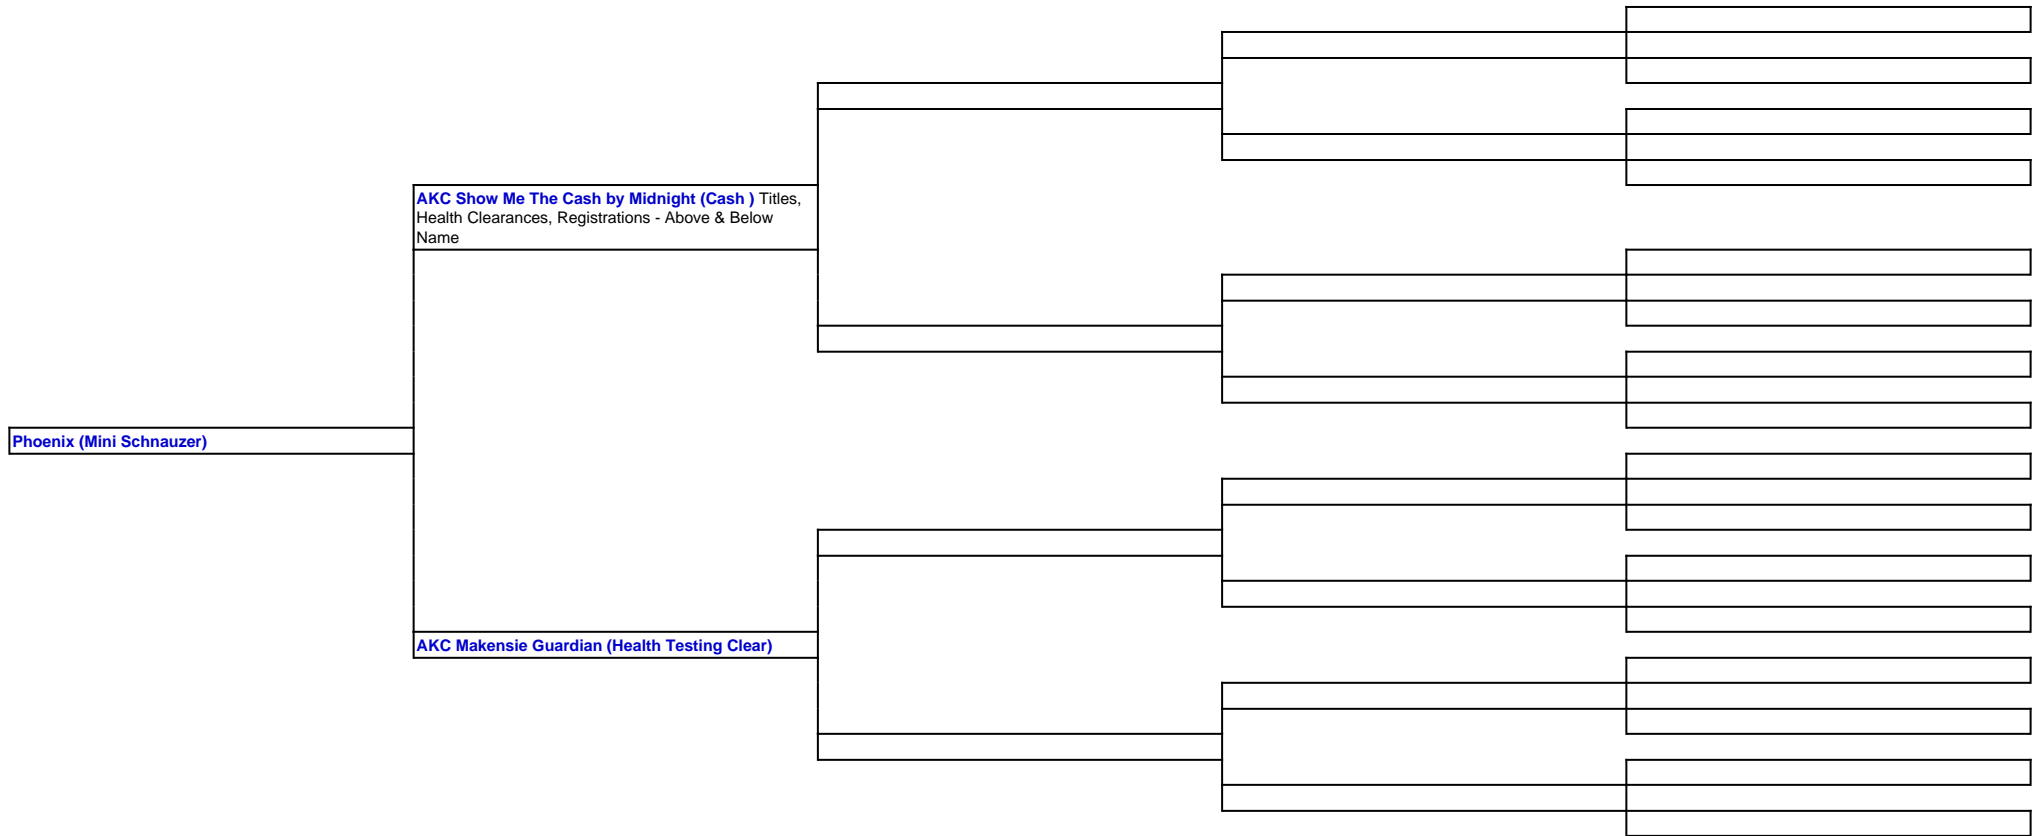 AKC Show Me The Cash by Midnight (Cash ) Titles,
Health Clearances, Registrations - Above & Below
Name
Phoenix (Mini Schnauzer)
AKC Makensie Guardian (Health Testing Clear)